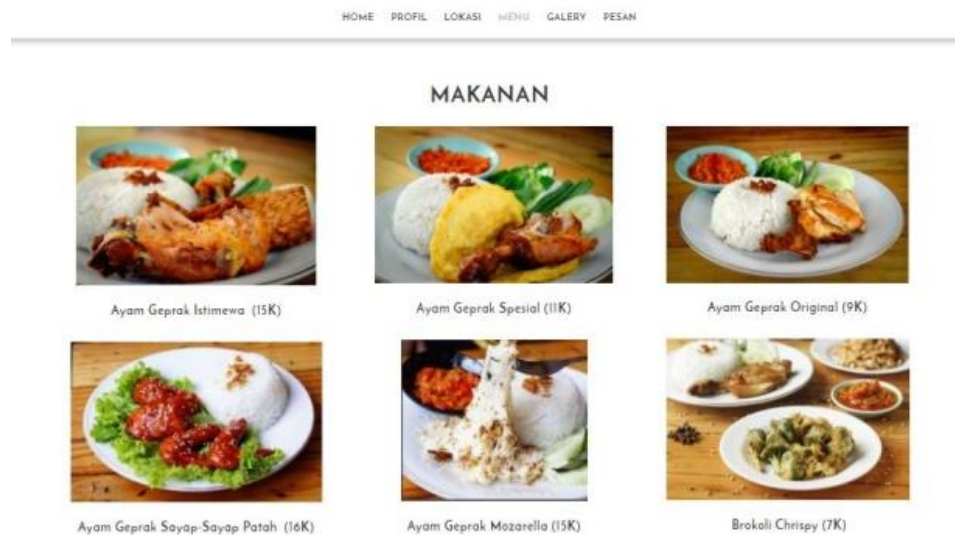 HOME PROFIL LOKASI MENU GALERY PESAN
MAKANAN
Ayam Geprak Istimewa (15K)
Ayam Geprak Spesial (11K)
Ayam Geprak Original (9K)
Ayam Geprak Sayap-Sayap Patah (16K)
Ayam Geprak Mozarella (15K)
Brokoli Chrispy (7K)